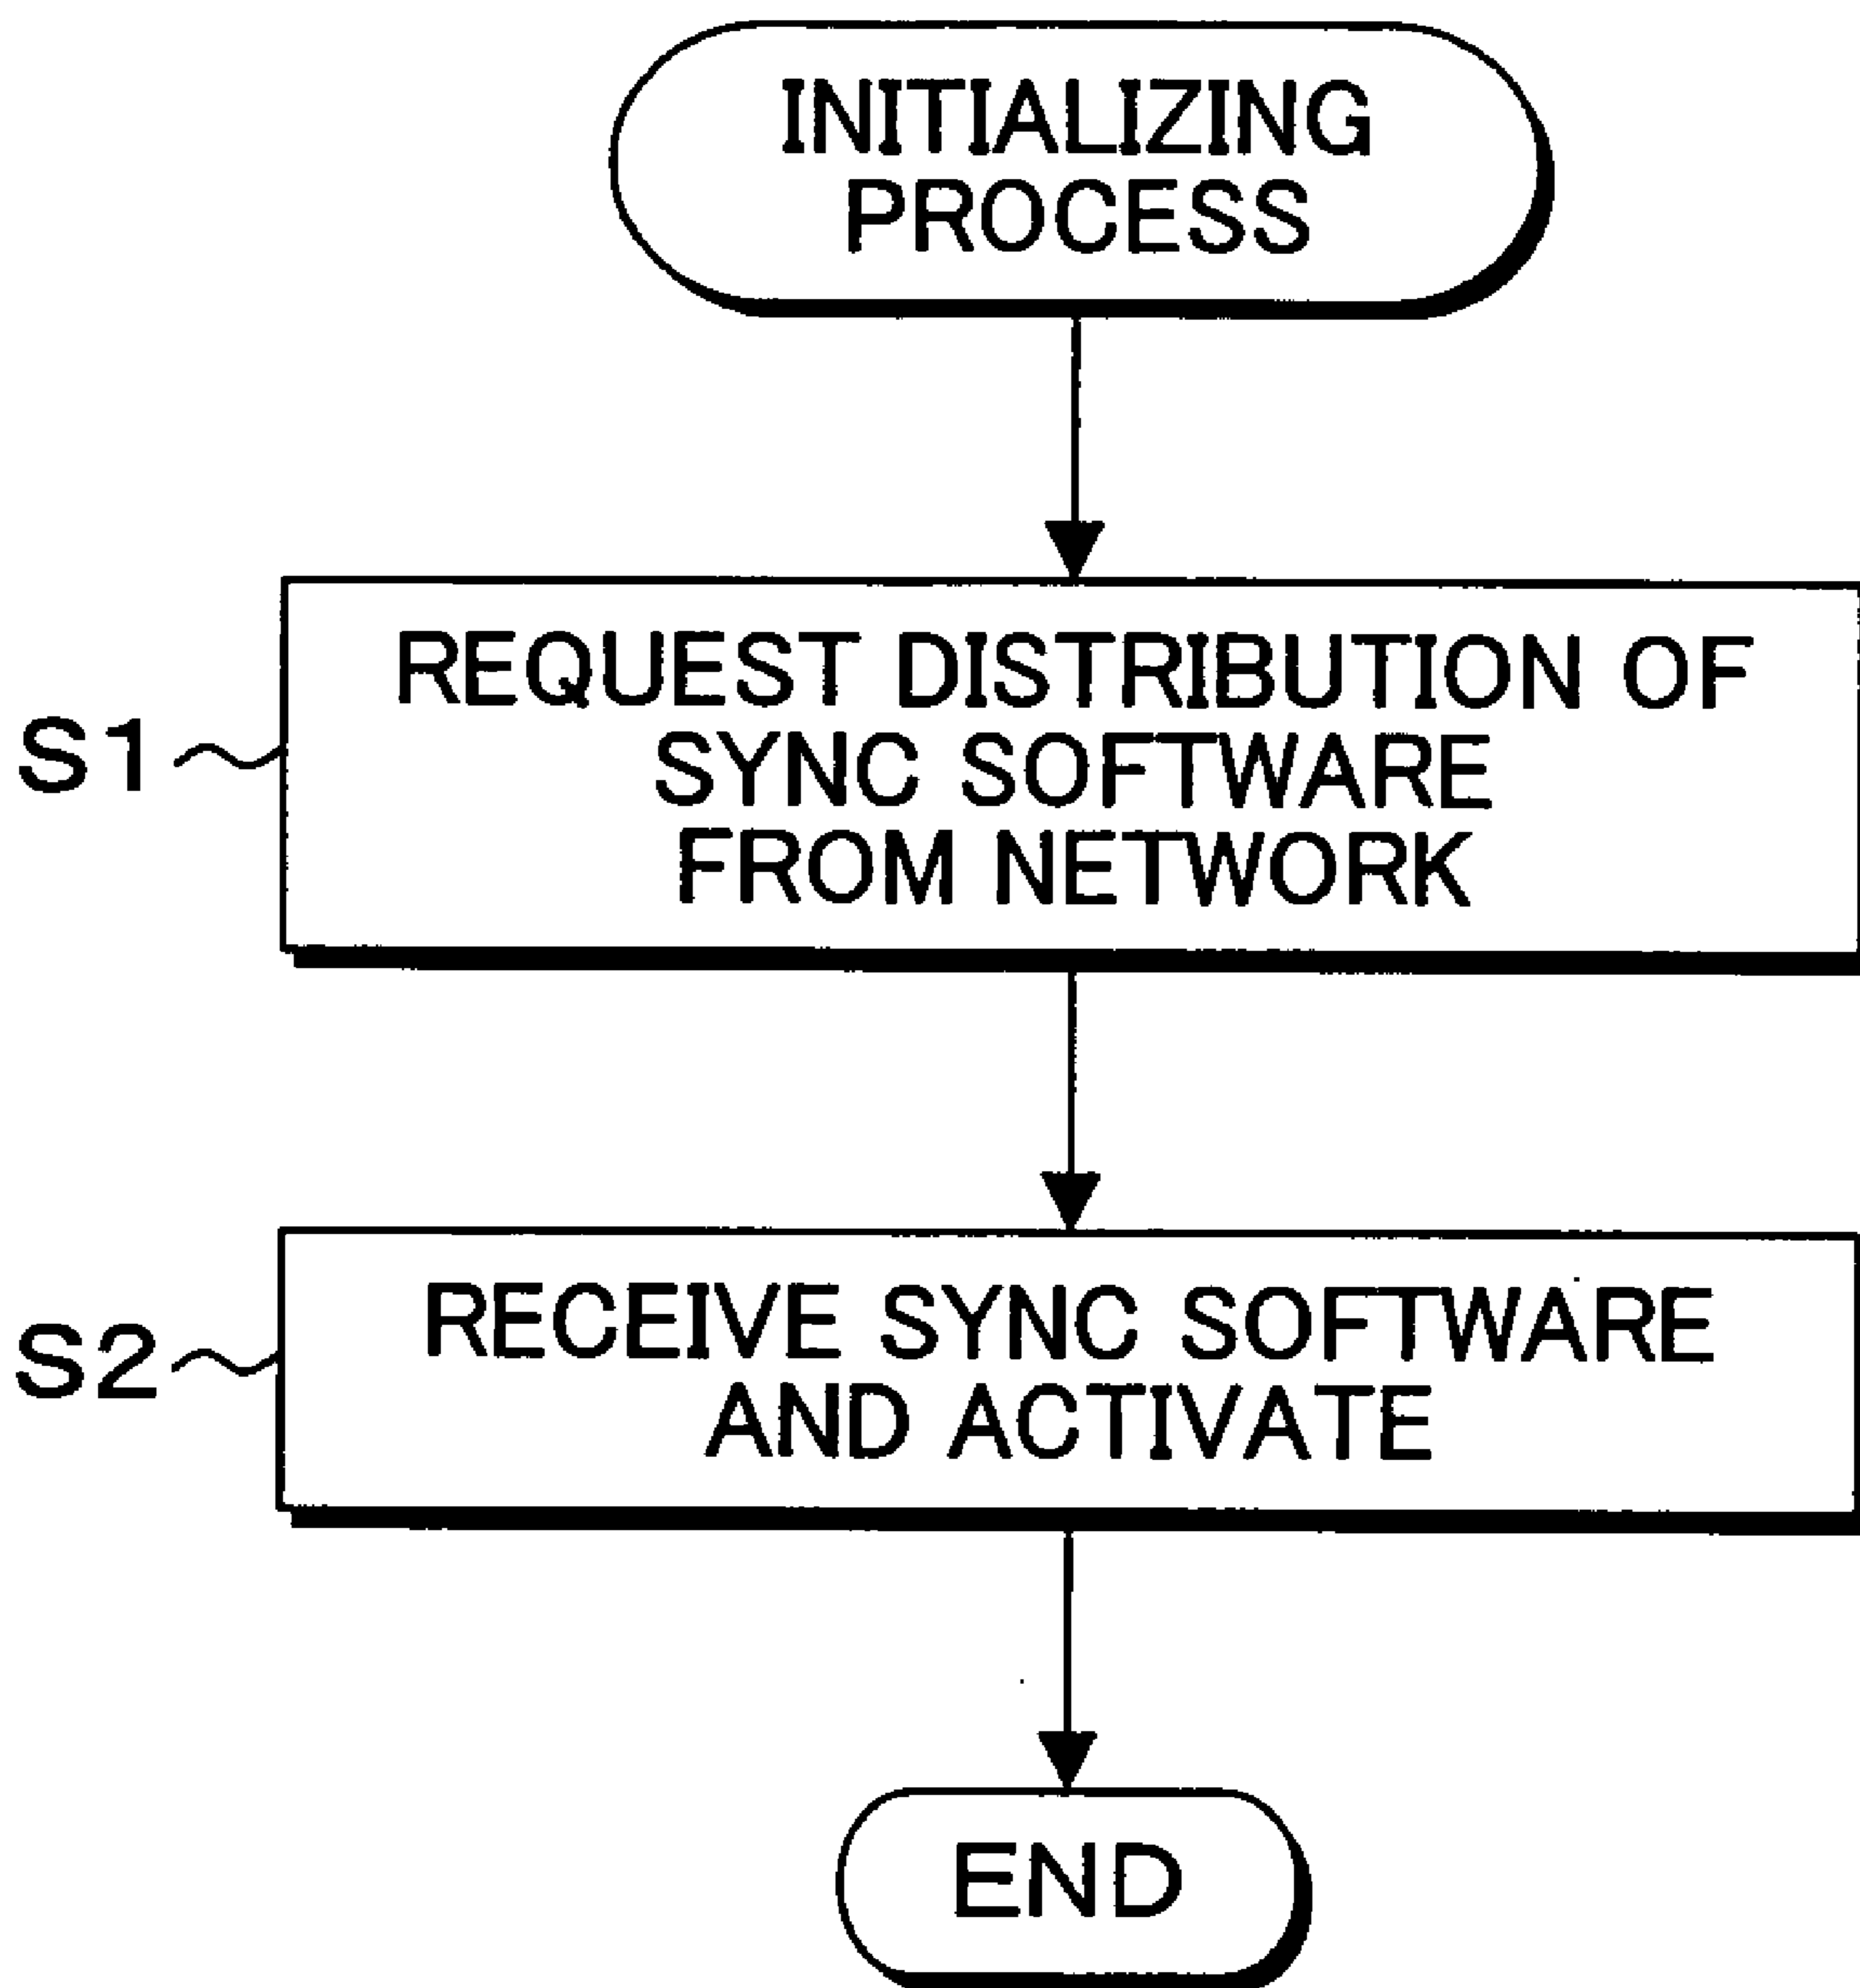 INITIALIZING
PROCESS
S1
REQUEST DISTRIBUTION OF
SYNC SOFTWARE
FROM NETWORK
S2
RECEIVE SYNC SOFTWARE
AND ACTIVATE
END